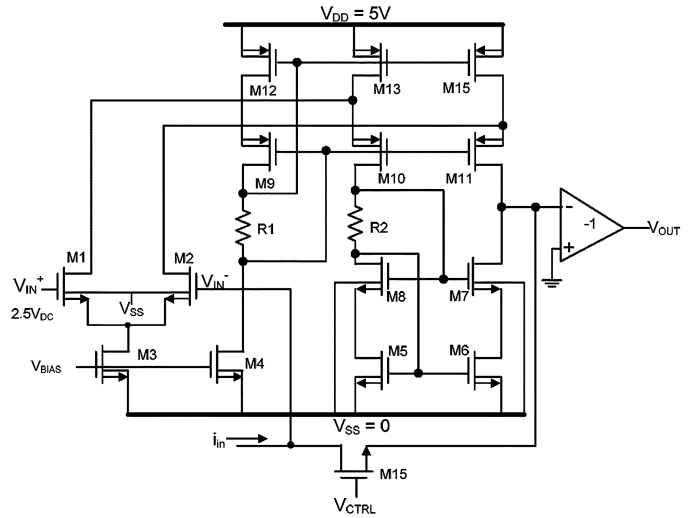 V_DD = 5V
M12
M13
M15
M9
M10
M11
R1
R2
-
-1
+
V_OUT
M1
M2
V_IN^+
V_IN^-
2.5V_DC
V_SS
M8
M7
M3
M4
M5
M6
V_BIAS
V_SS = 0
i_in
M15
V_CTRL